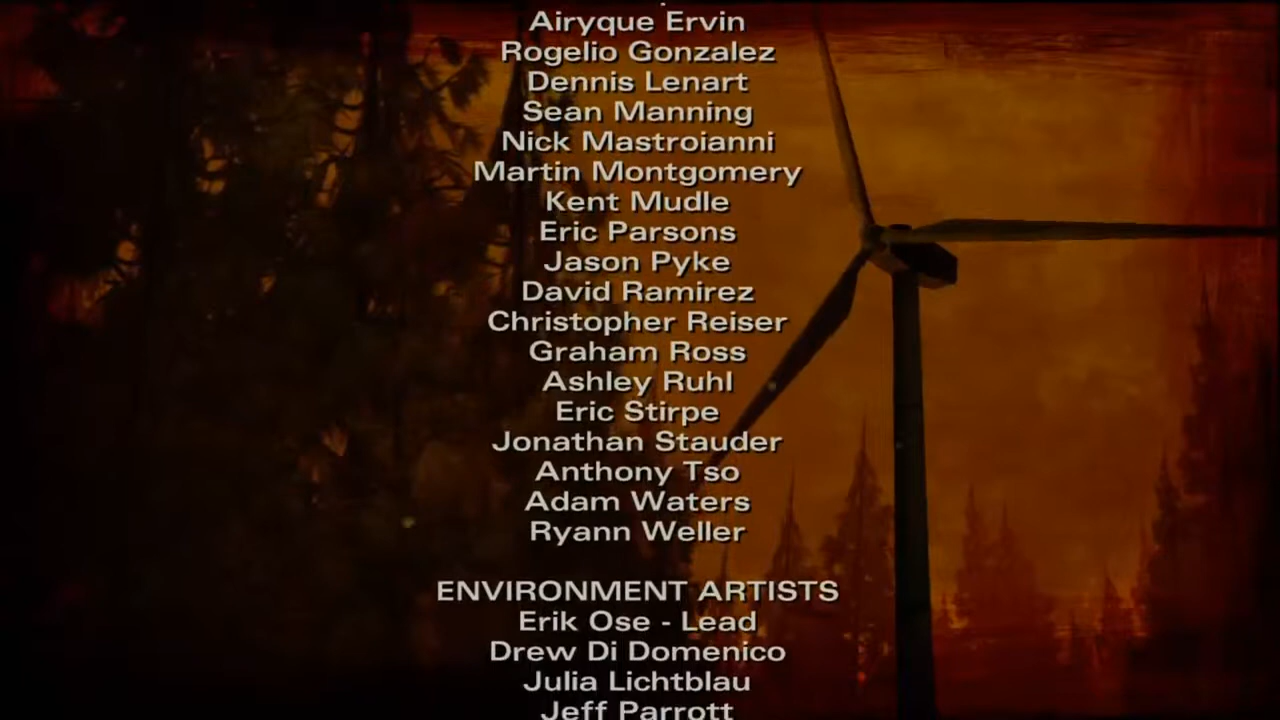 Airyque Ervin
Rogelio Gonzalez
Dennis Lenart
Sean Manning
Nick Mastroianni
Martin Montgomery
Kent Mudle
Eric Parsons
Jason Pyke
David Ramirez
Christopher Reiser
Graham Ross
Ashley Ruhl
Eric Stirpe
Jonathan Stauder
Anthony Tso
Adam Waters
Ryann Weller
ENVIRONMENT ARTISTS
Erik Ose - Lead
Drew Di Domenico
Julia Lichtblau
Jeff Parrott